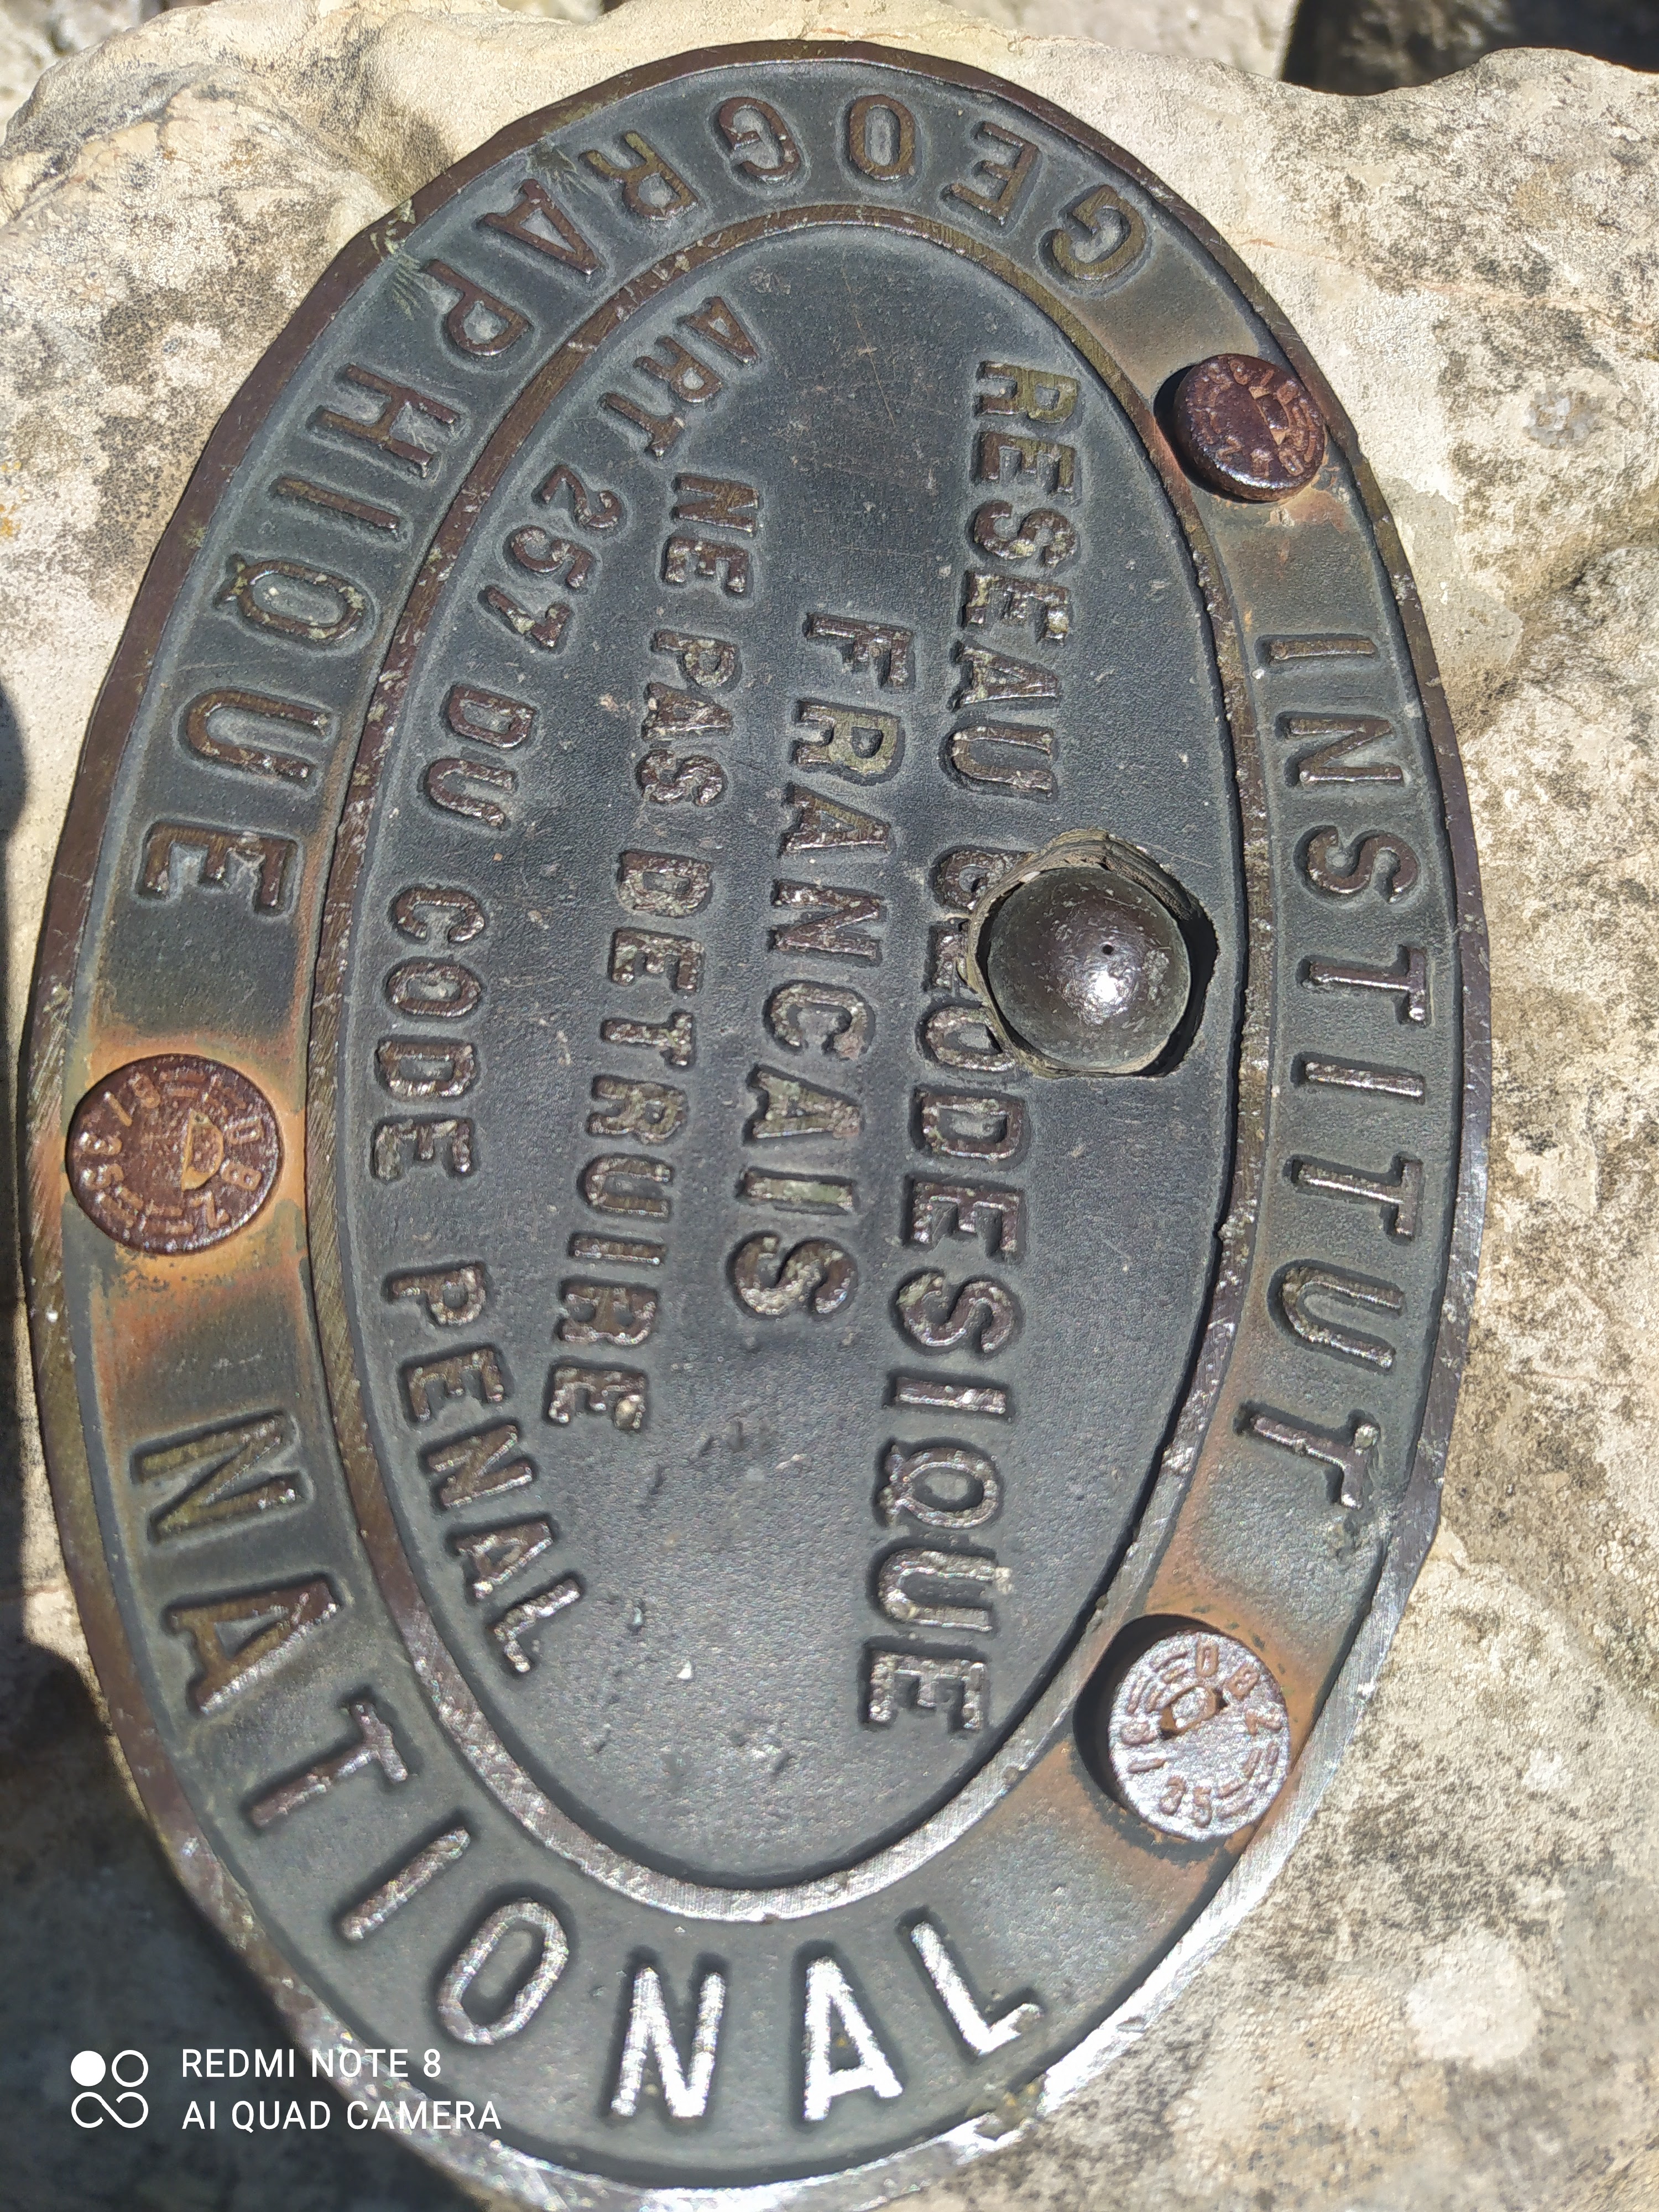 INSTITUT
NATIONAL
GEOGRAPHIQUE
RESEAU GEODESIQUE
FRANCAIS
NE PAS DETRUIRE
ART 257 DU CODE PENAL
REDMI NOTE 8
AI QUAD CAMERA